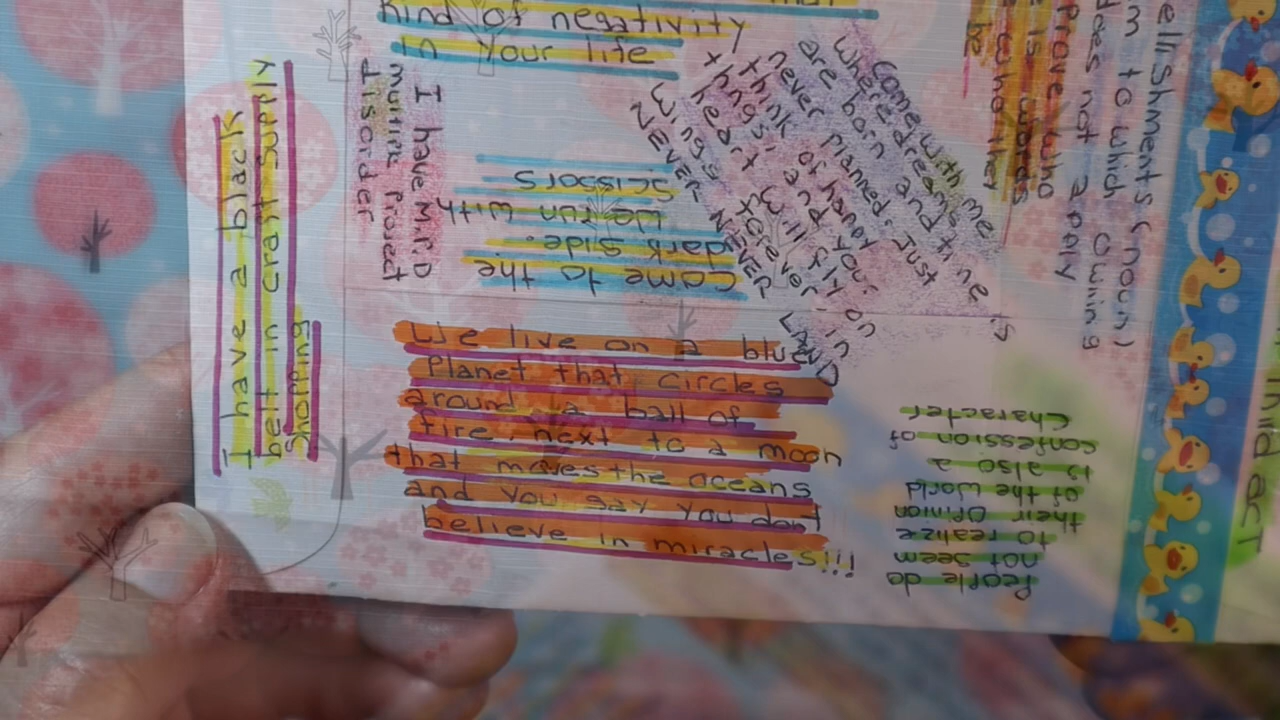 Kind of negativity
in your life
I have a black
belt in craft supply
Shopping
I have M.P.D
multiple Project
disorder
Come to the
dark side.
we run with
scissors
Come with me
where dreams
are born and time
never planned. Just
think of happy
things, and your
heart will fly on
wings forever in
NEVER NEVER
LAND
We live on a blue
Planet that circles
around a ball of
fire, next to a moon
that moves the oceans
and you say you don't
believe in miracles!!!
People do
not seem
to realize
their opinion
of the world
is also a
confession of
character
ellishments (noun)
to which owning
does not apply
Prove who
is words
who they
be